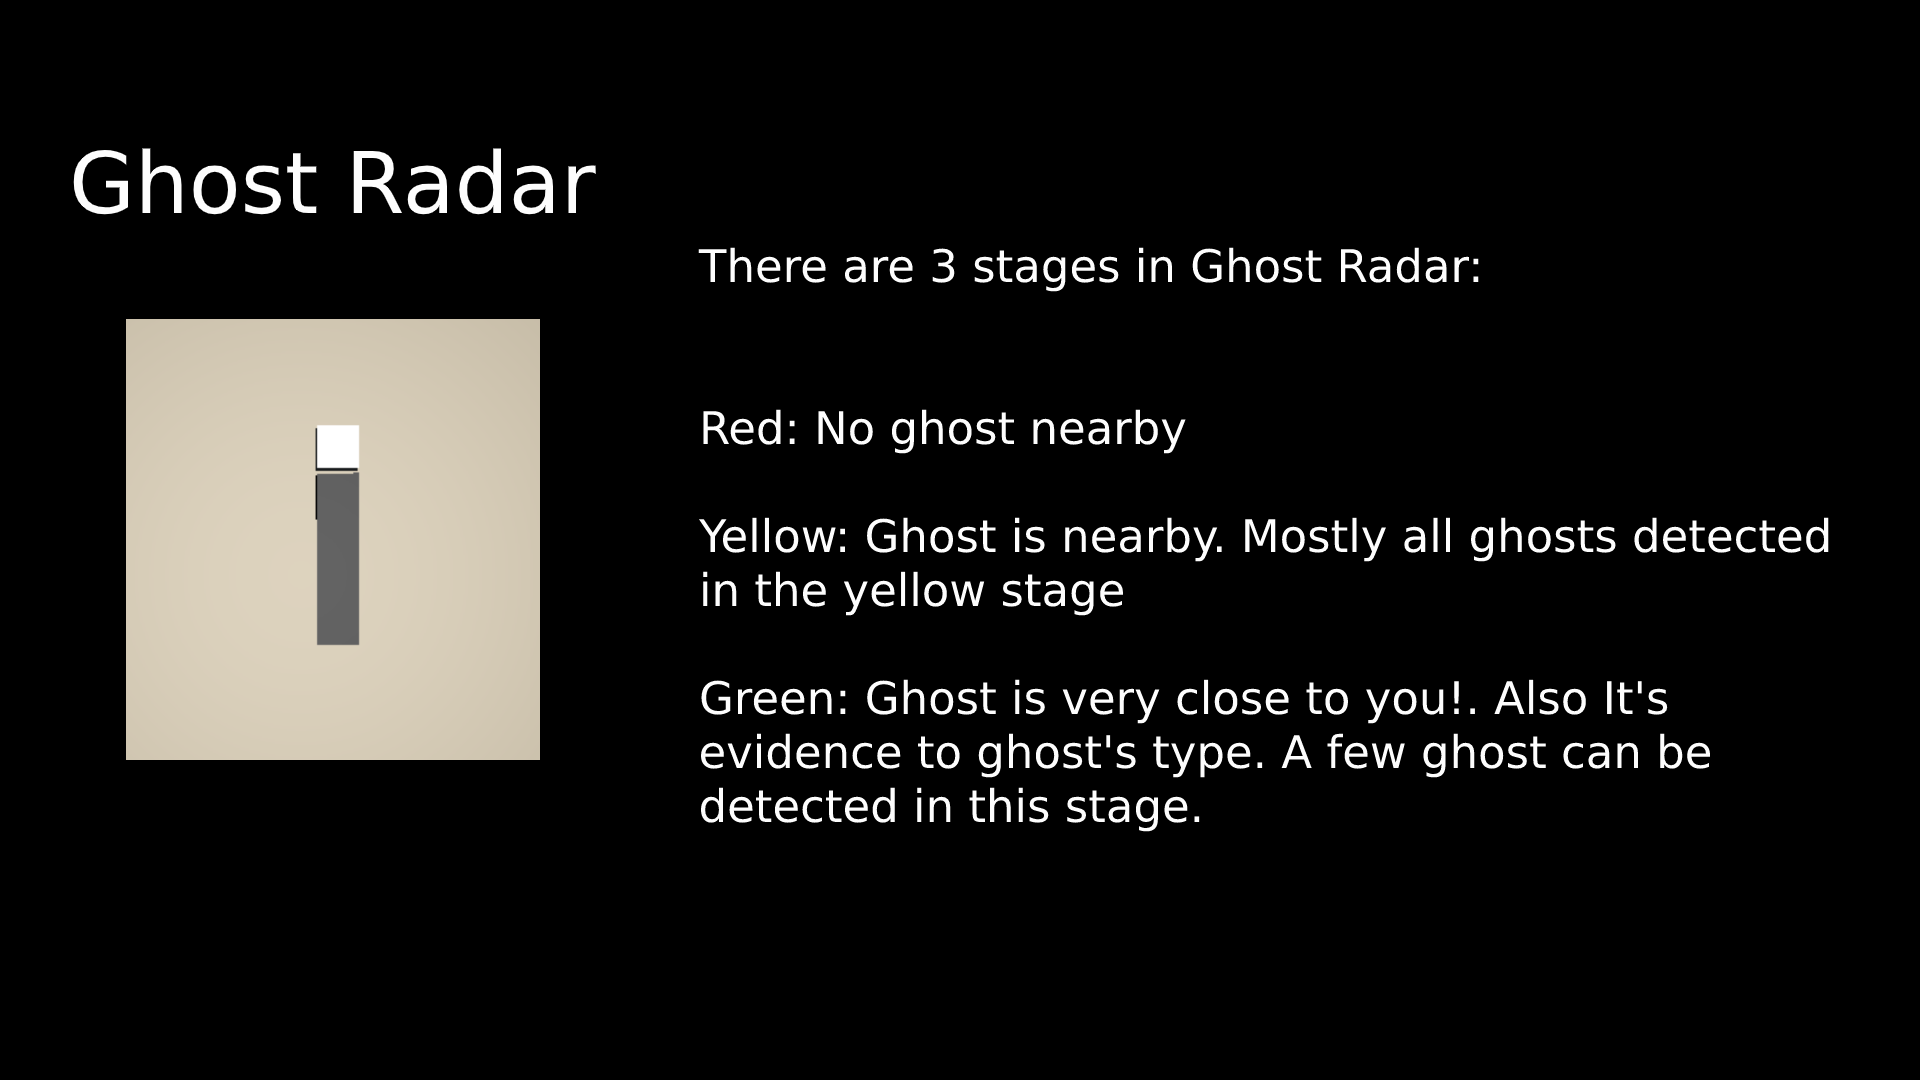 Ghost Radar
There are 3 stages in Ghost Radar:
Red: No ghost nearby
Yellow: Ghost is nearby. Mostly all ghosts detected
in the yellow stage
Green: Ghost is very close to you!. Also It's
evidence to ghost's type. A few ghost can be
detected in this stage.